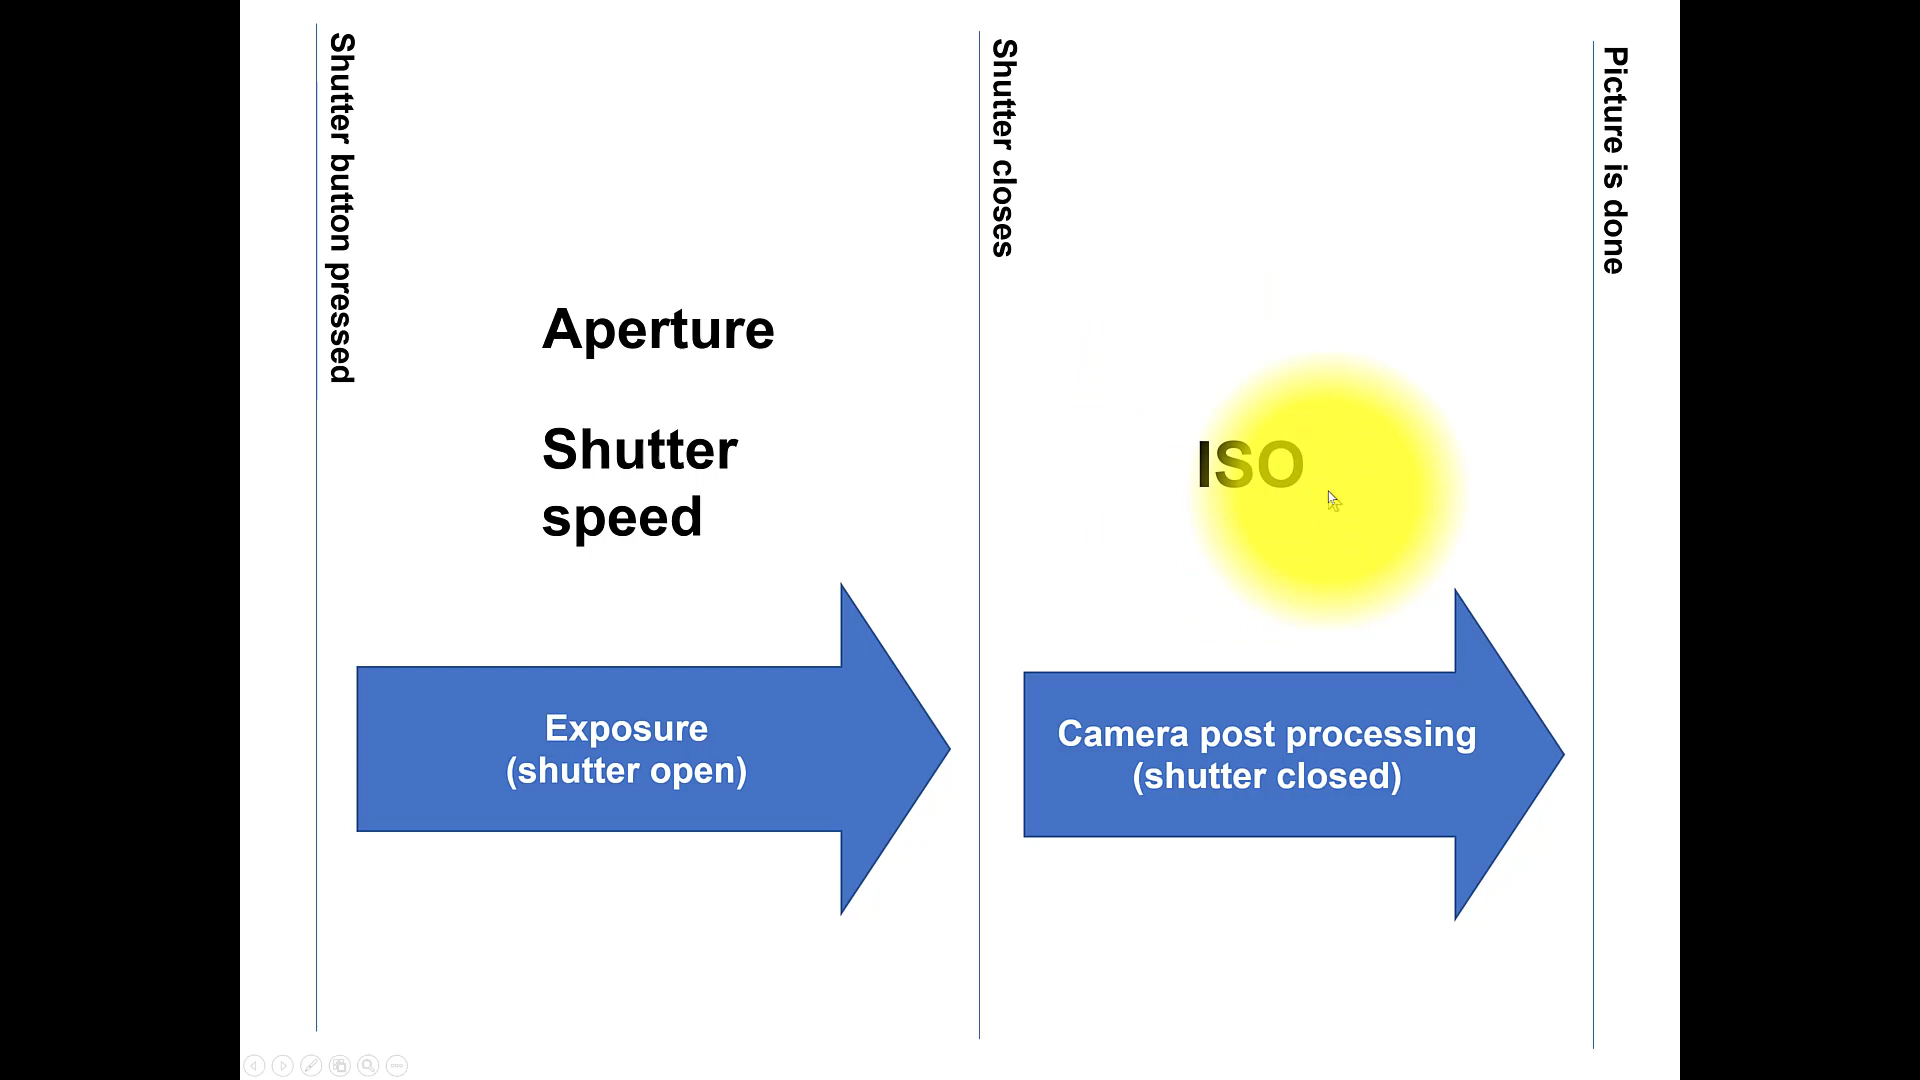 Shutter button pressed
Shutter closes
Picture is done
Aperture
Shutter
speed
ISO
Exposure
(shutter open)
Camera post processing
(shutter closed)